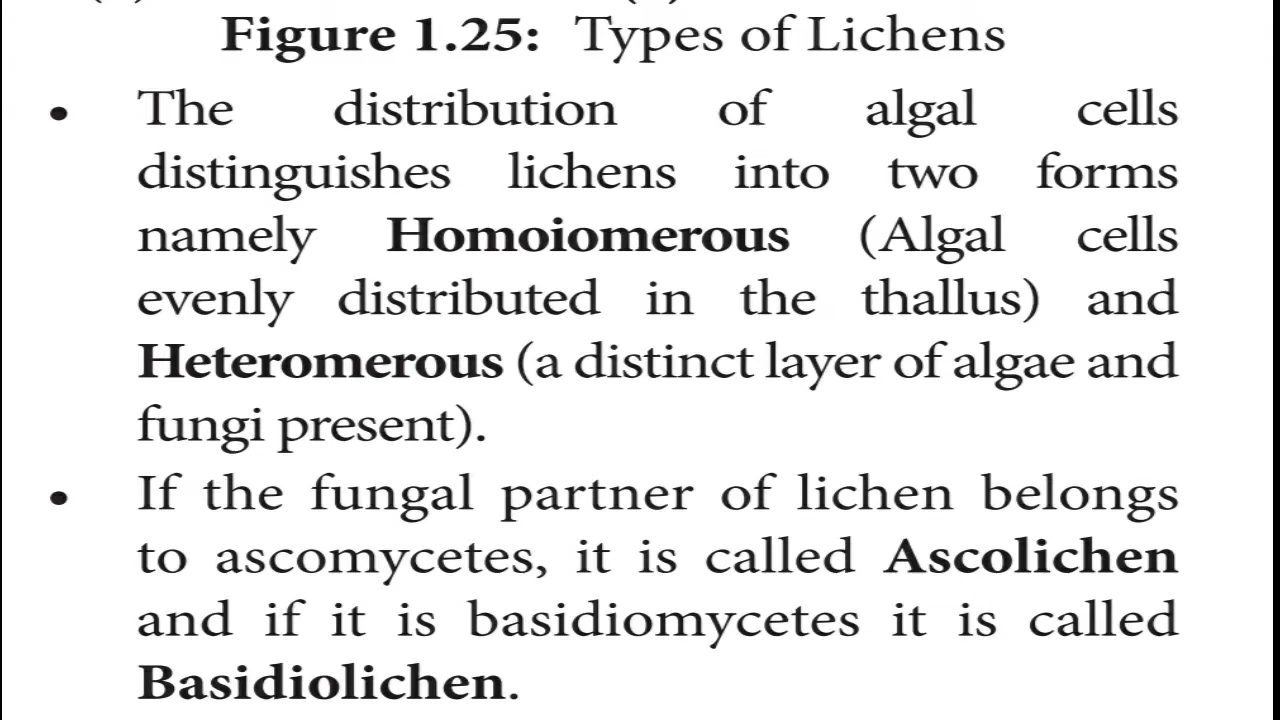 Figure 1.25: Types of Lichens
• The distribution of algal cells
distinguishes lichens into two forms
namely Homoiomerous (Algal cells
evenly distributed in the thallus) and
Heteromerous (a distinct layer of algae and
fungi present).
• If the fungal partner of lichen belongs
to ascomycetes, it is called Ascolichen
and if it is basidiomycetes it is called
Basidiolichen.